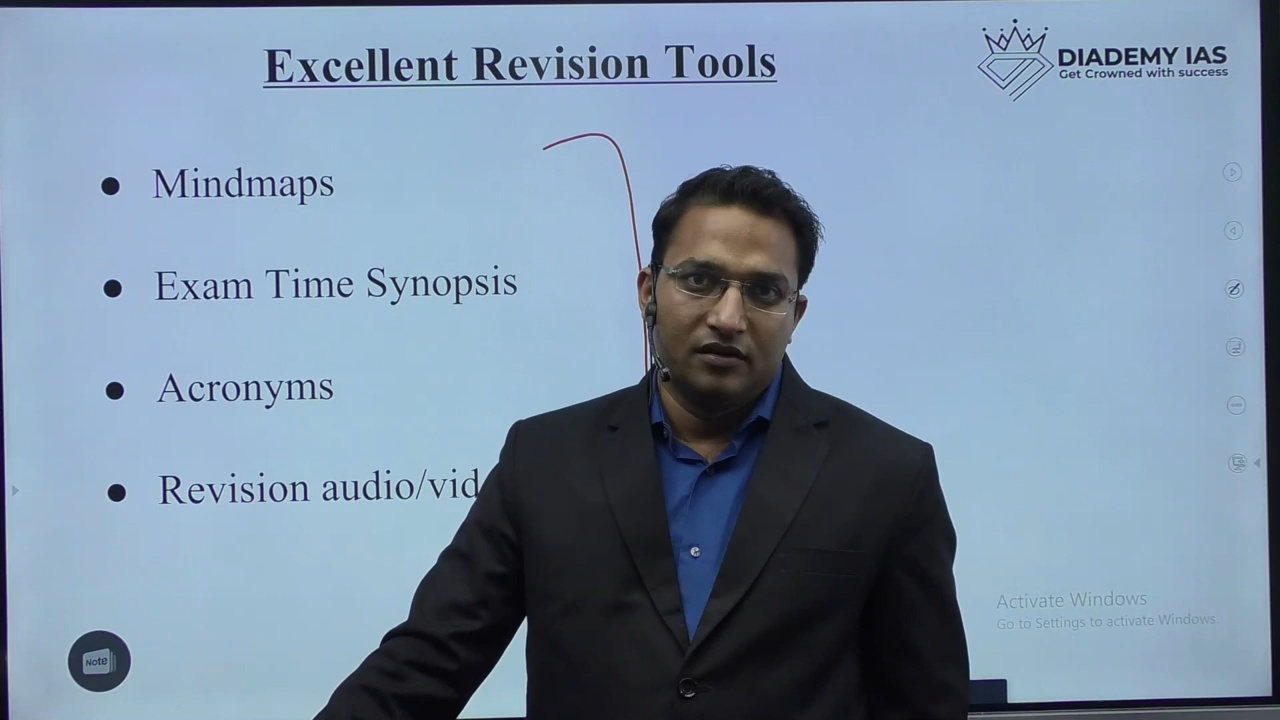 Excellent Revision Tools
DIADEMY IAS
Get Crowned with success
● Mindmaps
● Exam Time Synopsis
● Acronyms
● Revision audio/vid
Activate Windows
Go to Settings to activate Windows.
Note